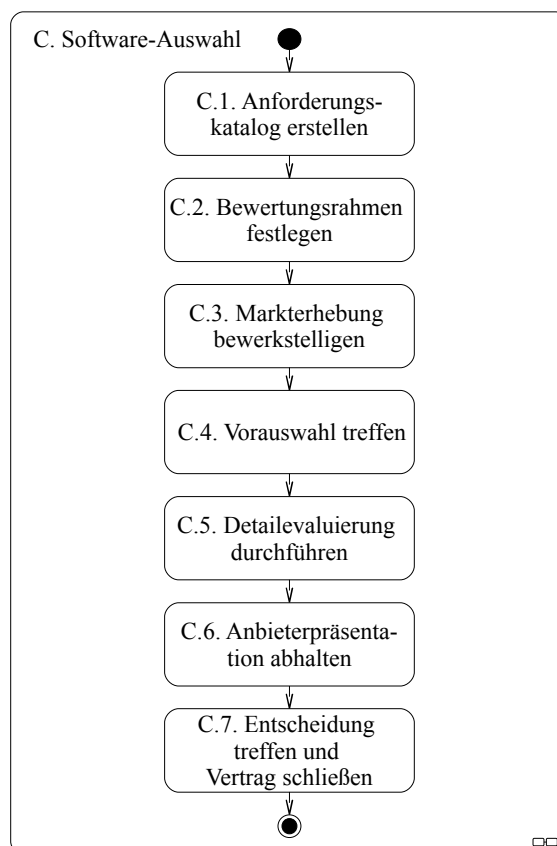 C. Software-Auswahl
C.1. Anforderungs-
katalog erstellen
C.2. Bewertungsrahmen
festlegen
C.3. Markterhebung
bewerkstelligen
C.4. Vorauswahl treffen
C.5. Detailevaluierung
durchführen
C.6. Anbieterpräsenta-
tion abhalten
C.7. Entscheidung
treffen und
Vertrag schließen